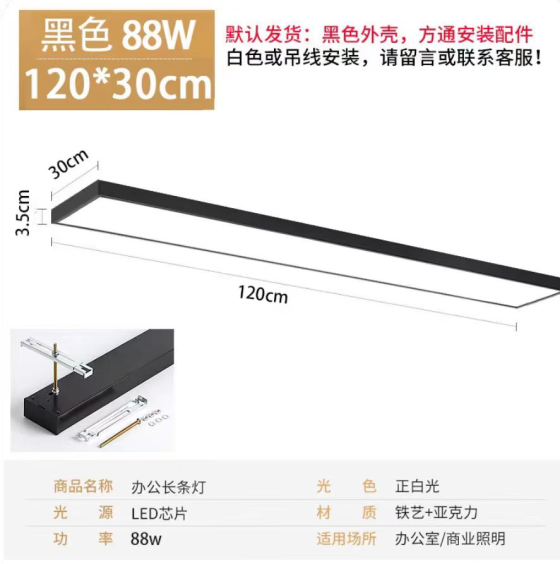 黑色 88W
120*30cm
默认发货：黑色外壳，方通安装配件
白色或吊线安装，请留言或联系客服！
30cm
3.5cm
120cm
商品名称 办公长条灯
光 色 正白光
光 源 LED芯片
材 质 铁艺+亚克力
功 率 88w
适用场所 办公室/商业照明